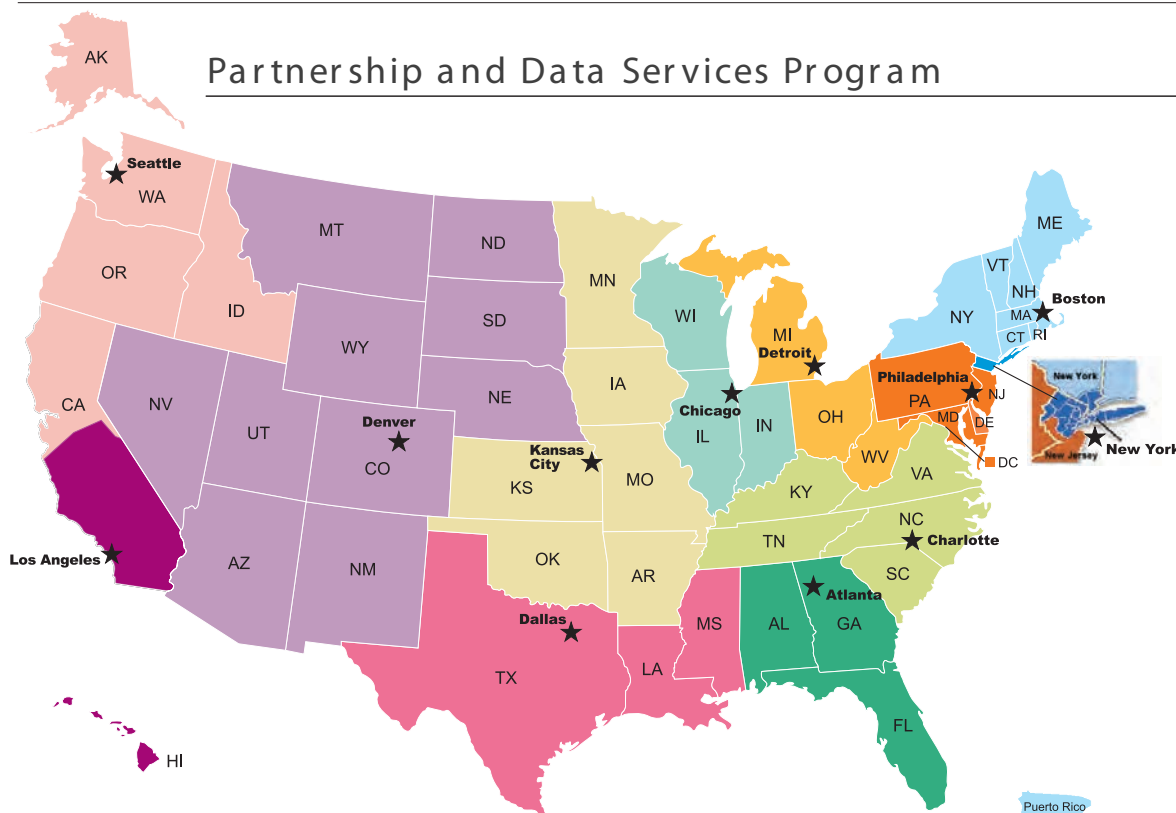 AK
Partnership and Data Services Program
Seattle
WA
OR
ID
MT
ND
SD
WY
NE
MN
WI
MI
Detroit
IA
Chicago
IL
IN
OH
ME
VT
NH
Boston
MA
NY
CT
RI
Philadelphia
PA
NJ
MD
DE
DC
New York
New Jersey
New York
CA
NV
UT
Denver
CO
Kansas
City
KS
MO
WV
VA
KY
NC
Charlotte
TN
SC
Los Angeles
AZ
NM
OK
AR
Dallas
TX
LA
MS
AL
Atlanta
GA
FL
HI
Puerto Rico